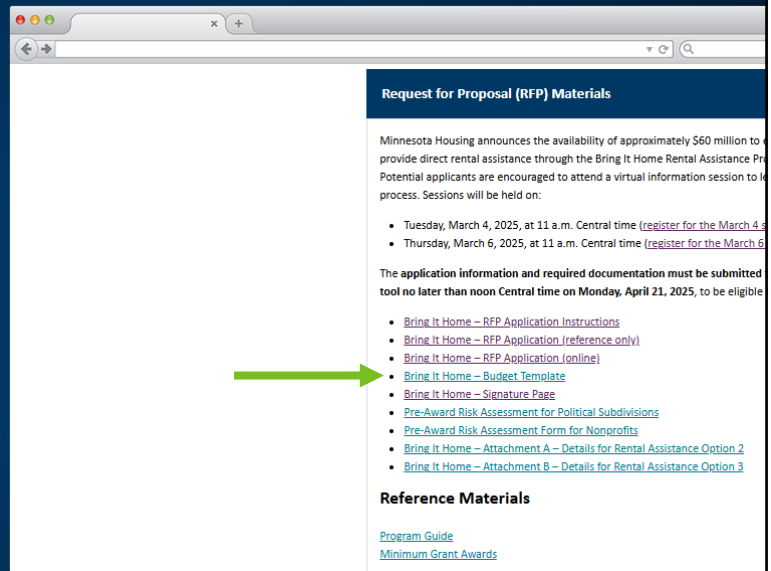 Request for Proposal (RFP) Materials
Minnesota Housing announces the availability of approximately $60 million to
provide direct rental assistance through the Bring It Home Rental Assistance
Potential applicants are encouraged to attend a virtual information session to
process. Sessions will be held on:
• Tuesday, March 4, 2025, at 11 a.m. Central time (register for the March 4
• Thursday, March 6, 2025, at 11 a.m. Central time (register for the March 6
The application information and required documentation must be submitted
tool no later than noon Central time on Monday, April 21, 2025, to be eligible
• Bring It Home – RFP Application Instructions
• Bring It Home – RFP Application (reference only)
• Bring It Home – RFP Application (online)
• Bring It Home – Budget Template
• Bring It Home – Signature Page
• Pre-Award Risk Assessment for Political Subdivisions
• Pre-Award Risk Assessment Form for Nonprofits
• Bring It Home – Attachment A – Details for Rental Assistance Option 2
• Bring It Home – Attachment B – Details for Rental Assistance Option 3
Reference Materials
Program Guide
Minimum Grant Awards